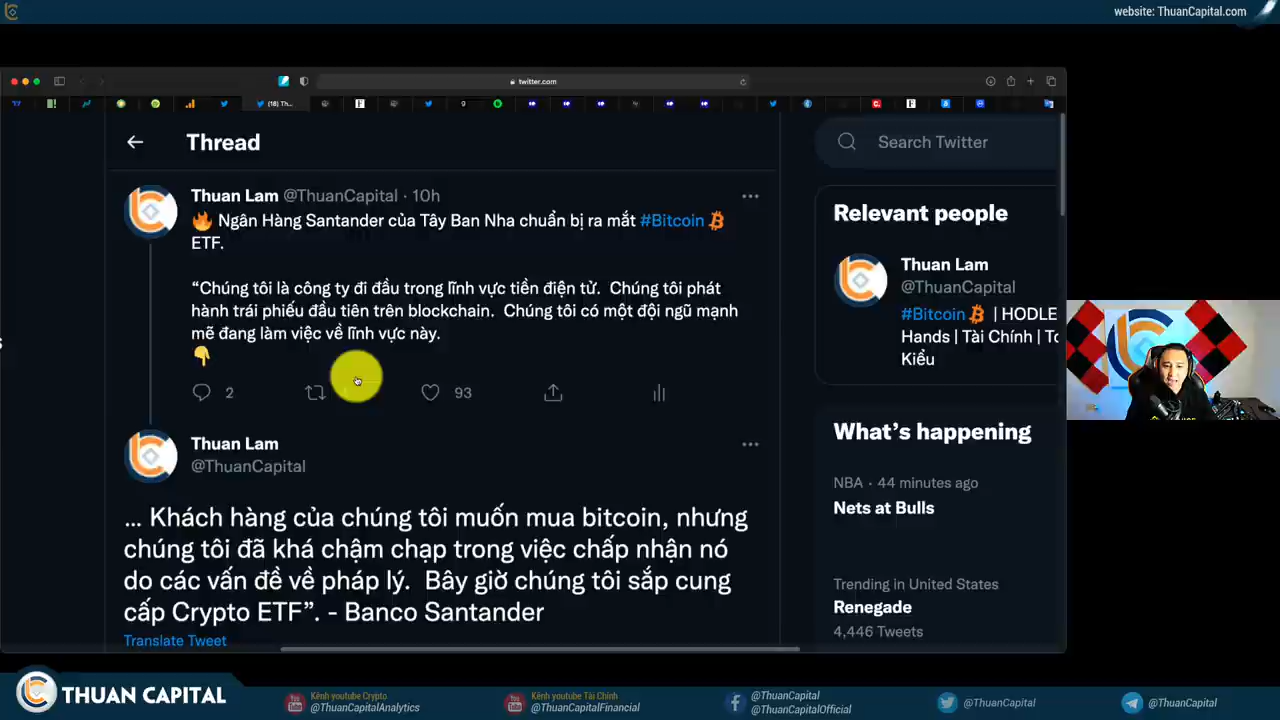 website: ThuanCapital.com
twitter.com
(18) Th...
Thread
Search Twitter
Thuan Lam @ThuanCapital · 10h
🔥 Ngân Hàng Santander của Tây Ban Nha chuẩn bị ra mắt #Bitcoin
ETF.
“Chúng tôi là công ty đi đầu trong lĩnh vực tiền điện tử. Chúng tôi phát
hành trái phiếu đầu tiên trên blockchain. Chúng tôi có một đội ngũ mạnh
mẽ đang làm việc về lĩnh vực này.
👇
2
93
Thuan Lam
@ThuanCapital
... Khách hàng của chúng tôi muốn mua bitcoin, nhưng
chúng tôi đã khá chậm chạp trong việc chấp nhận nó
do các vấn đề về pháp lý. Bây giờ chúng tôi sắp cung
cấp Crypto ETF”. - Banco Santander
Translate Tweet
Relevant people
Thuan Lam
@ThuanCapital
#Bitcoin | HODLE
Hands | Tài Chính | To
Kiều
What’s happening
NBA · 44 minutes ago
Nets at Bulls
Trending in United States
Renegade
4,446 Tweets
THUAN CAPITAL
Kênh youtube Crypto
@ThuanCapitalAnalytics
Kênh youtube Tài Chính
@ThuanCapitalFinancial
@ThuanCapital
@ThuanCapitalOfficial
@ThuanCapital
@ThuanCapital